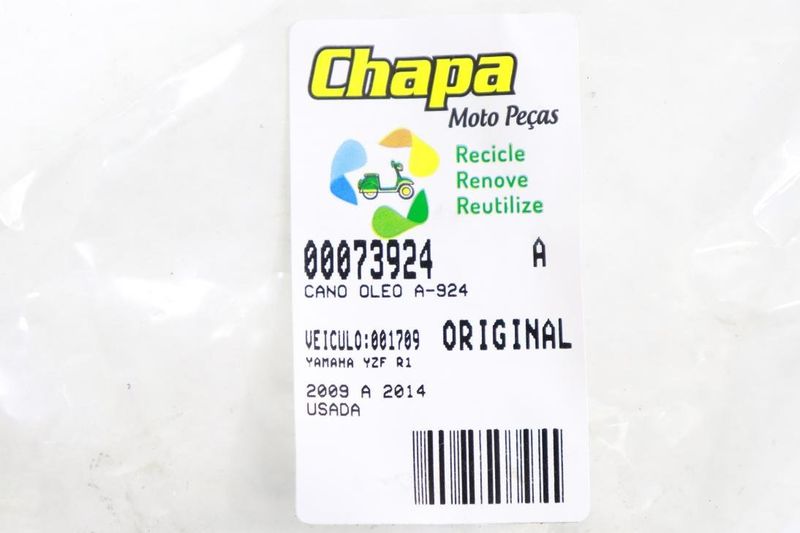 Chapa
Moto Peças
Recicle
Renove
Reutilize
00073924 A
CANO OLEO A-924
VEICULO:001709 ORIGINAL
YAMAHA YZF R1
2009 A 2014
USADA